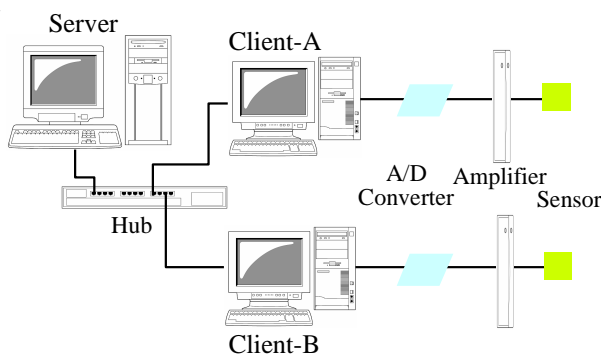 Server
Client-A
A/D
Converter
Amplifier
Sensor
Hub
Client-B